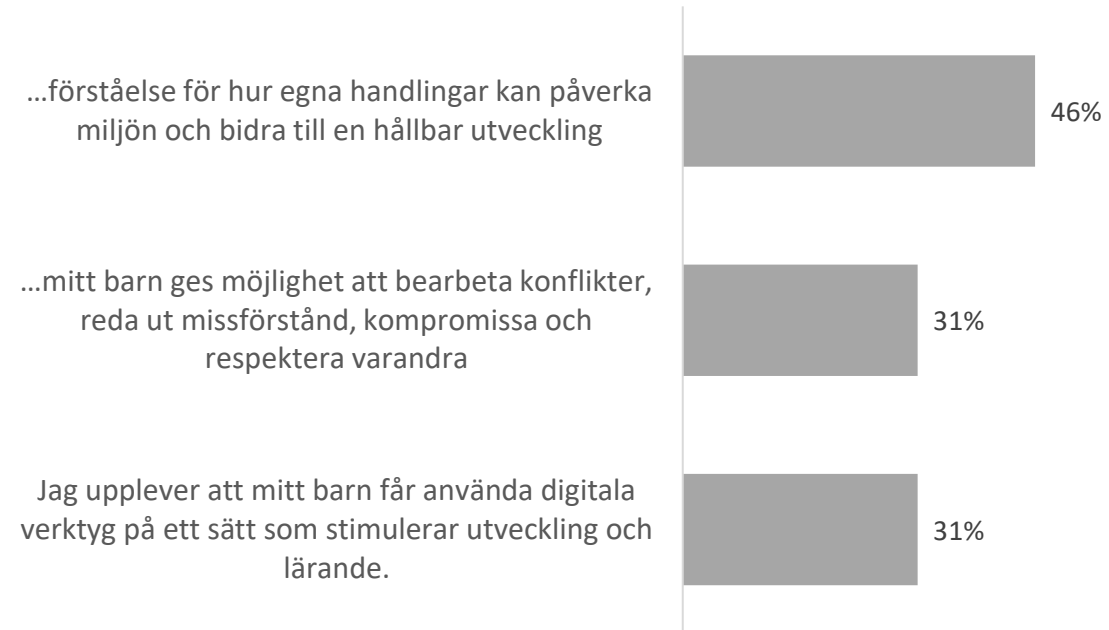 ...förståelse för hur egna handlingar kan påverka
miljön och bidra till en hållbar utveckling
46%
...mitt barn ges möjlighet att bearbeta konflikter,
reda ut missförstånd, kompromissa och
respektera varandra
31%
Jag upplever att mitt barn får använda digitala
verktyg på ett sätt som stimulerar utveckling och
lärande.
31%